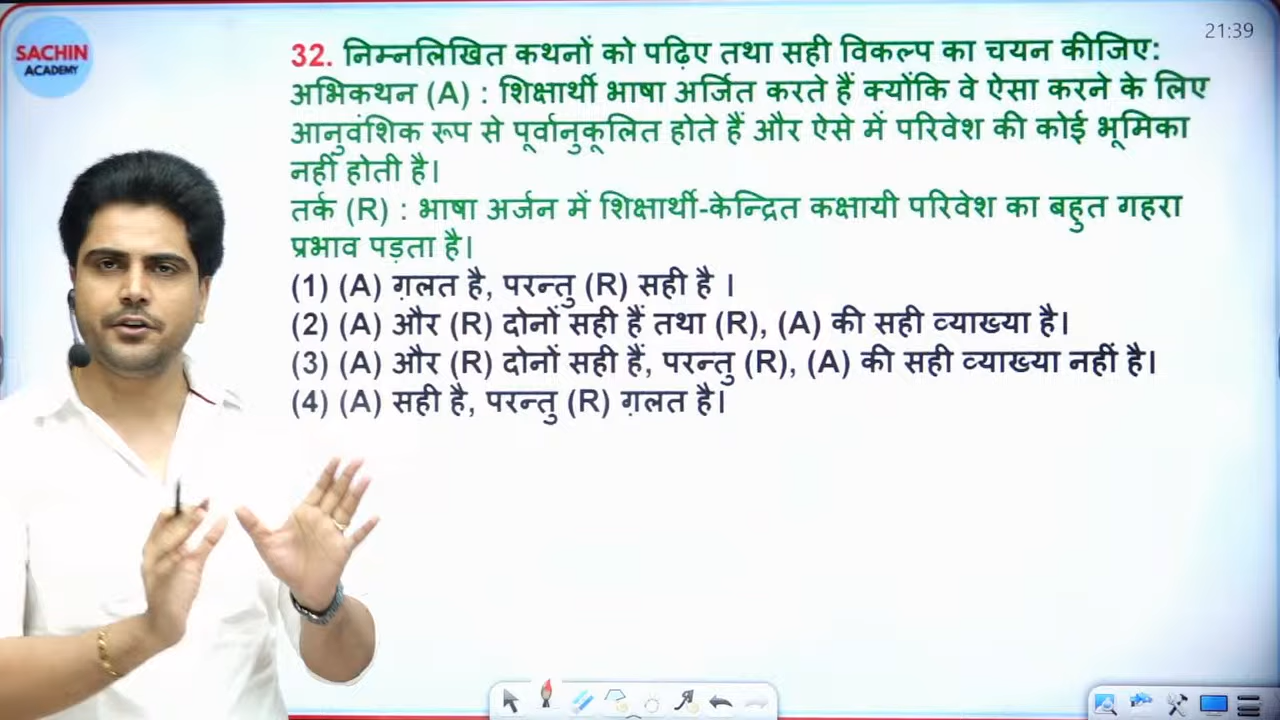 SACHIN
ACADEMY
21:39
32. निम्नलिखित कथनों को पढ़िए तथा सही विकल्प का चयन कीजिए:
अभिकथन (A) : शिक्षार्थी भाषा अर्जित करते हैं क्योंकि वे ऐसा करने के लिए
आनुवंशिक रूप से पूर्वानुकूलित होते हैं और ऐसे में परिवेश की कोई भूमिका
नहीं होती है।
तर्क (R) : भाषा अर्जन में शिक्षार्थी-केन्द्रित कक्षायी परिवेश का बहुत गहरा
प्रभाव पड़ता है।
(1) (A) ग़लत है, परन्तु (R) सही है ।
(2) (A) और (R) दोनों सही हैं तथा (R), (A) की सही व्याख्या है।
(3) (A) और (R) दोनों सही हैं, परन्तु (R), (A) की सही व्याख्या नहीं है।
(4) (A) सही है, परन्तु (R) ग़लत है।